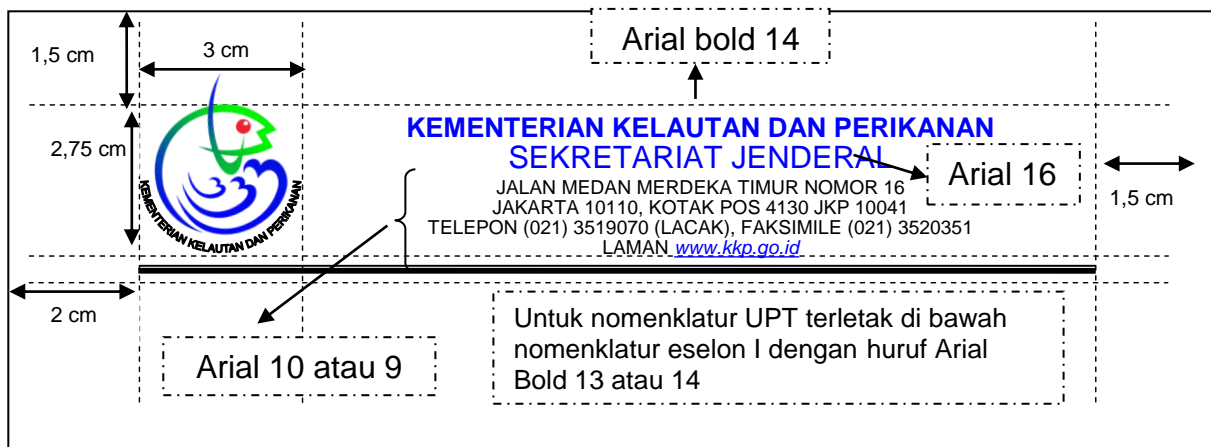 Arial bold 14
1,5 cm
3 cm
2,75 cm
KEMENTERIAN KELAUTAN DAN PERIKANAN
KEMENTERIAN KELAUTAN DAN PERIKANAN
SEKRETARIAT JENDERAL
Arial 16
JALAN MEDAN MERDEKA TIMUR NOMOR 16
JAKARTA 10110, KOTAK POS 4130 JKP 10041
TELEPON (021) 3519070 (LACAK), FAKSIMILE (021) 3520351
LAMAN www.kkp.go.id
1,5 cm
2 cm
Arial 10 atau 9
Untuk nomenklatur UPT terletak di bawah
nomenklatur eselon I dengan huruf Arial
Bold 13 atau 14